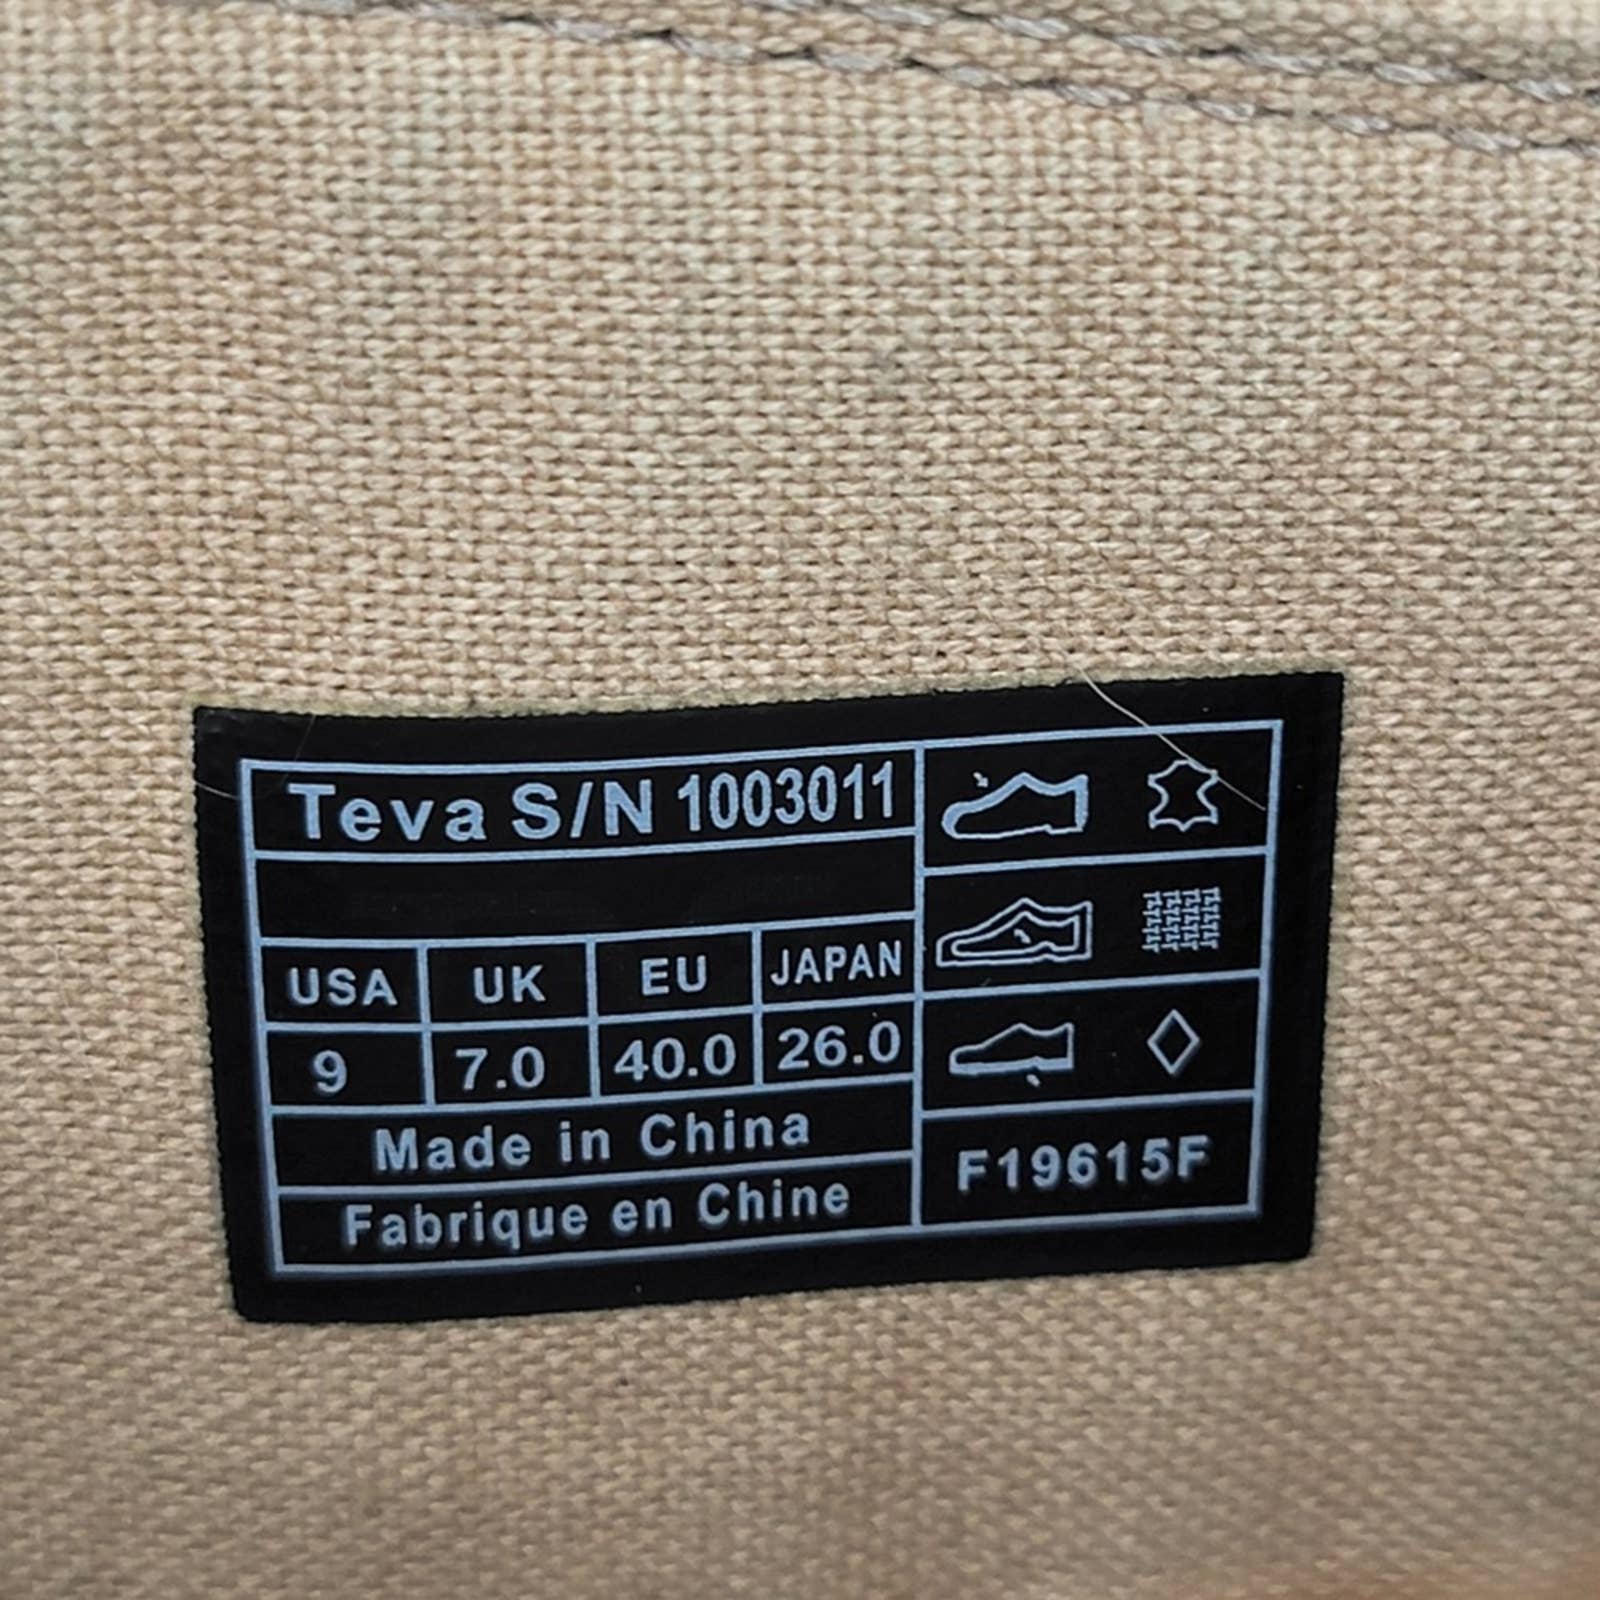 Teva S/N 1003011
USA UK EU JAPAN
9 7.0 40.0 26.0
Made in China
Fabrique en Chine
F19615F